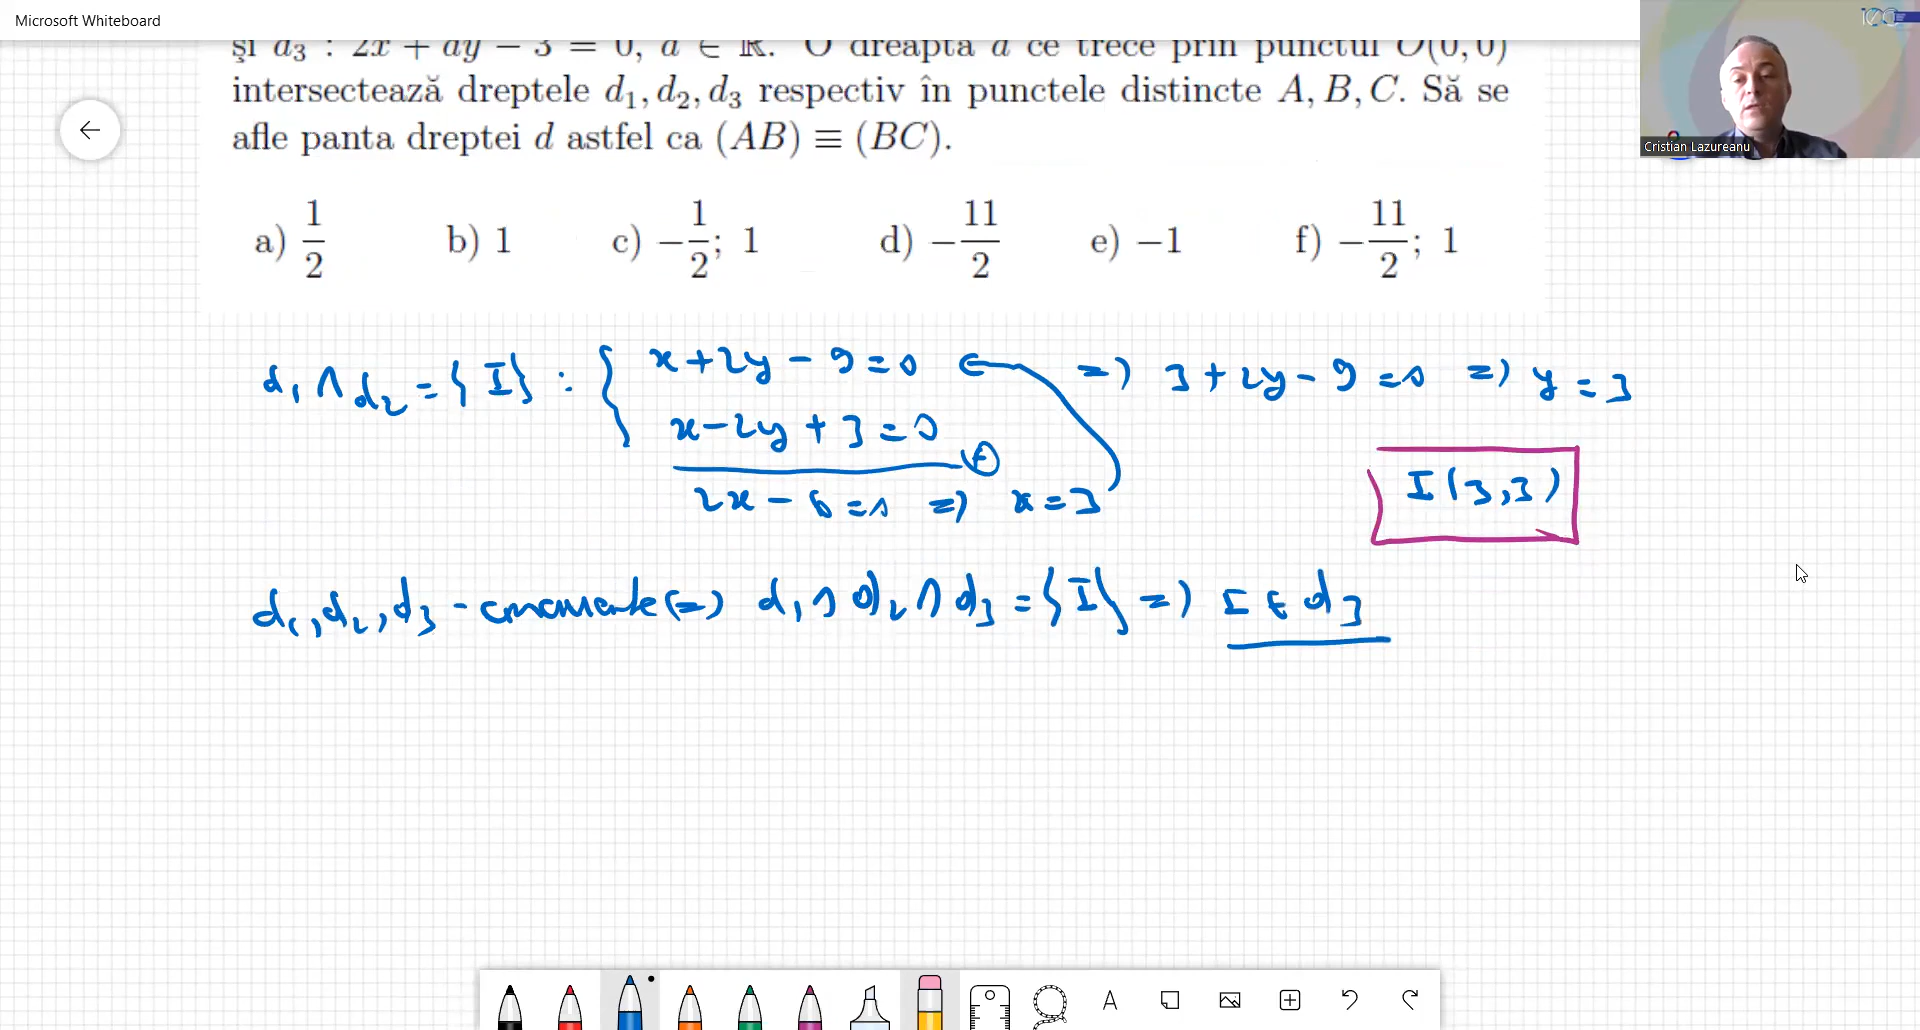 Microsoft Whiteboard
și d₃ : 2x + ay − 3 = 0, a ∈ ℝ. O dreaptă d ce trece prin punctul O(0,0)
intersectează dreptele d₁, d₂, d₃ respectiv în punctele distincte A, B, C. Să se
afle panta dreptei d astfel ca (AB) ≡ (BC).
a) 1/2 b) 1 c) −1/2; 1 d) −11/2 e) −1 f) −11/2; 1
Cristian Lazureanu
d₁ ∩ d₂ = {I} : { x + 2y − 9 = 0 => 3 + 2y − 9 = 0 => y = 3
x − 2y + 3 = 0
(+)
2x − 6 = 0 => x = 3
I(3,3)
d₁, d₂, d₃ - concurente (=) d₁ ∩ d₂ ∩ d₃ = {I} => I ∈ d₃
A